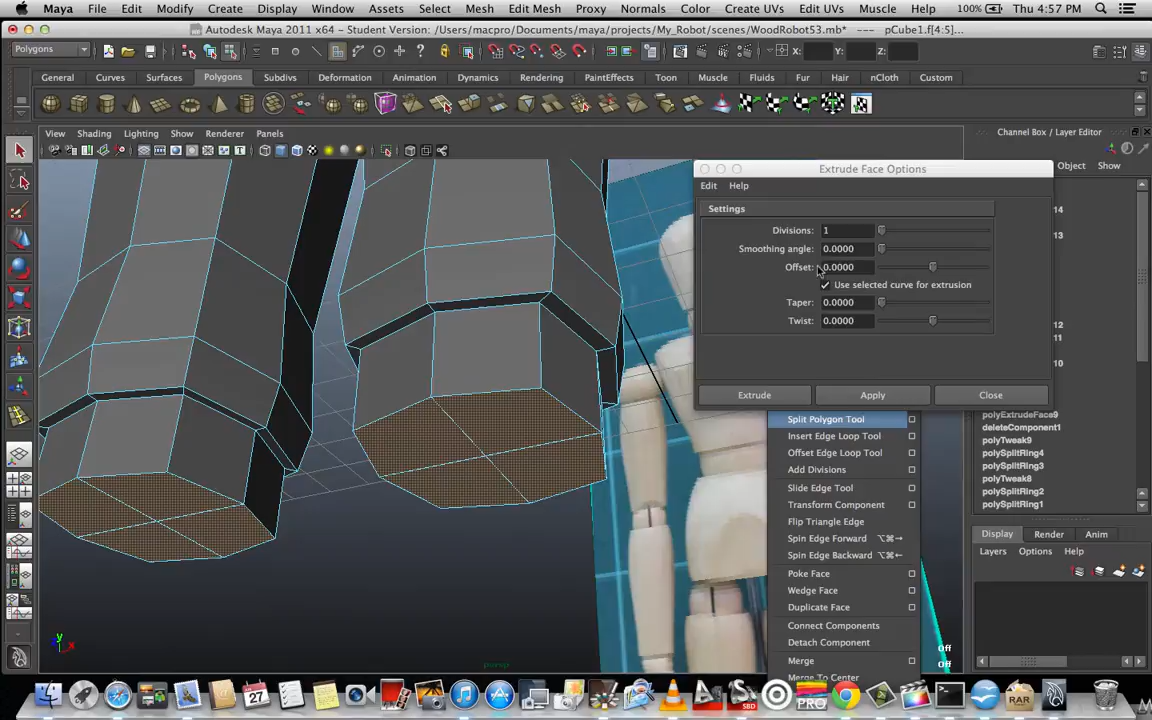 Maya File Edit Modify Create Display Window Assets Select Mesh Edit Mesh Proxy Normals Color Create UVs Edit UVs Muscle Help 100% Thu 4:57 PM
Autodesk Maya 2011 x64 - Student Version: /Users/macpro/Documents/maya/projects/My_Robot/scenes/WoodRobot53.mb* --- pCube1.f[4:5]...
Polygons X: Y: Z:
General Curves Surfaces Polygons Subdivs Deformation Animation Dynamics Rendering PaintEffects Toon Muscle Fluids Fur Hair nCloth Custom
View Shading Lighting Show Renderer Panels
Channel Box / Layer Editor
Object Show
Extrude Face Options
Edit Help
Settings
Divisions: 1
Smoothing angle: 0.0000
Offset: 0.0000
Use selected curve for extrusion
Taper: 0.0000
Twist: 0.0000
Extrude Apply Close
14
13
12
11
10
polyExtrudeFace9
deleteComponent1
polyTweak9
polySplitRing4
polySplitRing3
polyTweak8
polySplitRing2
polySplitRing1
Split Polygon Tool
Insert Edge Loop Tool
Offset Edge Loop Tool
Add Divisions
Slide Edge Tool
Transform Component
Flip Triangle Edge
Spin Edge Forward ⌥⌘→
Spin Edge Backward ⌥⌘←
Poke Face
Wedge Face
Duplicate Face
Connect Components
Detach Component
Merge
Merge To Center
Display Render Anim
Layers Options Help
Off
Off
y
x
persp
27
SBD
PRO
RAR